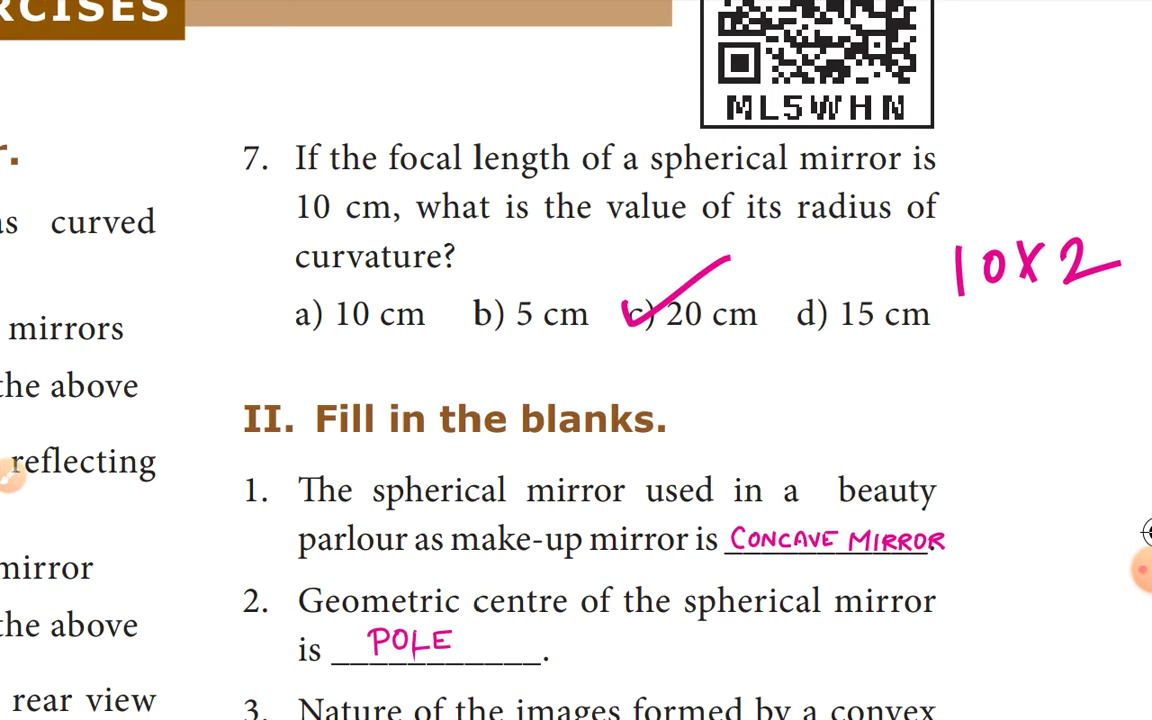 RCISES
ML5WHN
r.
7. If the focal length of a spherical mirror is
10 cm, what is the value of its radius of
curvature?
10x2
a) 10 cm b) 5 cm c) 20 cm d) 15 cm
curved
mirrors
the above
reflecting
mirror
the above
rear view
II. Fill in the blanks.
1. The spherical mirror used in a beauty
parlour as make-up mirror is CONCAVE MIRROR.
2. Geometric centre of the spherical mirror
is POLE.
3. Nature of the images formed by a convex